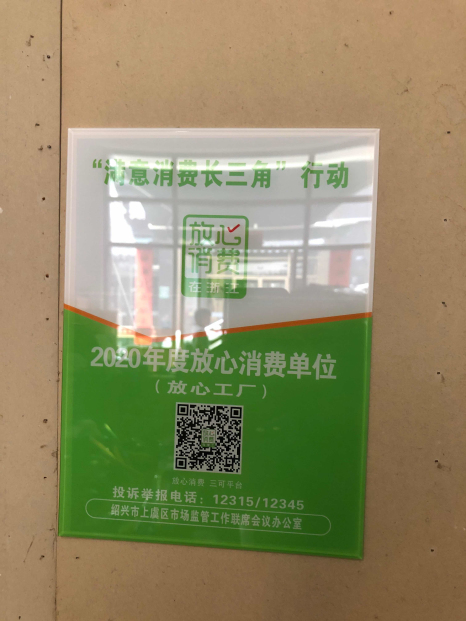 “满意消费长三角”行动
放心
消费
在浙江
2020年度放心消费单位
（放心工厂）
放心消费 三可平台
投诉举报电话：12315/12345
绍兴市上虞区市场监管工作联席会议办公室